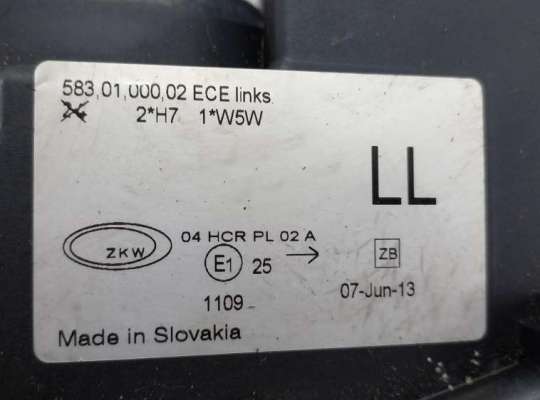 583,01,000,02 ECE links
2*H7 1*W5W
LL
04 HCR PL 02 A
ZKW
E1 25 →
ZB
1109
07-Jun-13
Made in Slovakia